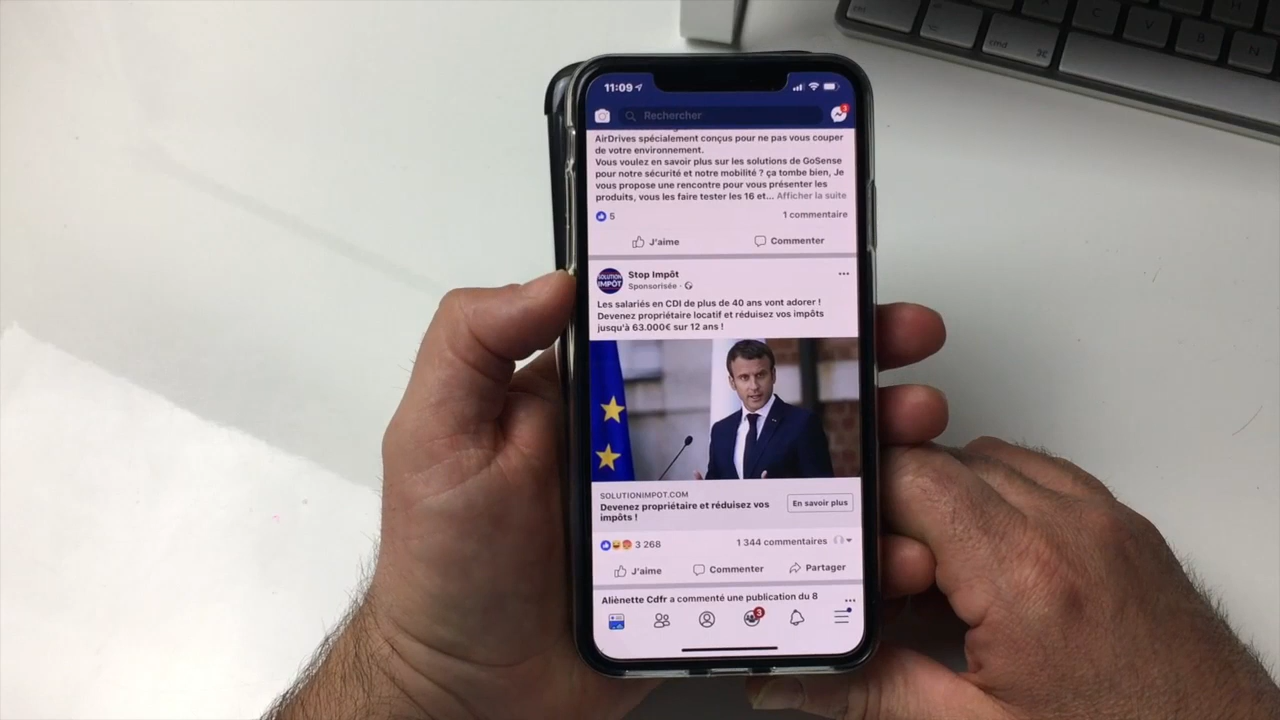 11:09
Rechercher
3
AirDrives spécialement conçus pour ne pas vous couper
de votre environnement.
Vous voulez en savoir plus sur les solutions de GoSense
pour notre sécurité et notre mobilité ? ça tombe bien, Je
vous propose une rencontre pour vous présenter les
produits, vous les faire tester les 16 et... Afficher la suite
5
1 commentaire
J'aime
Commenter
SOLUTION
IMPÔT
Stop Impôt
Sponsorisée ·
Les salariés en CDI de plus de 40 ans vont adorer !
Devenez propriétaire locatif et réduisez vos impôts
jusqu'à 63.000€ sur 12 ans !
SOLUTIONIMPOT.COM
Devenez propriétaire et réduisez vos
impôts !
En savoir plus
3 268
1 344 commentaires
J'aime
Commenter
Partager
Aliènette Cdfr a commenté une publication du 8
3
cmd
X
C
V
B
N